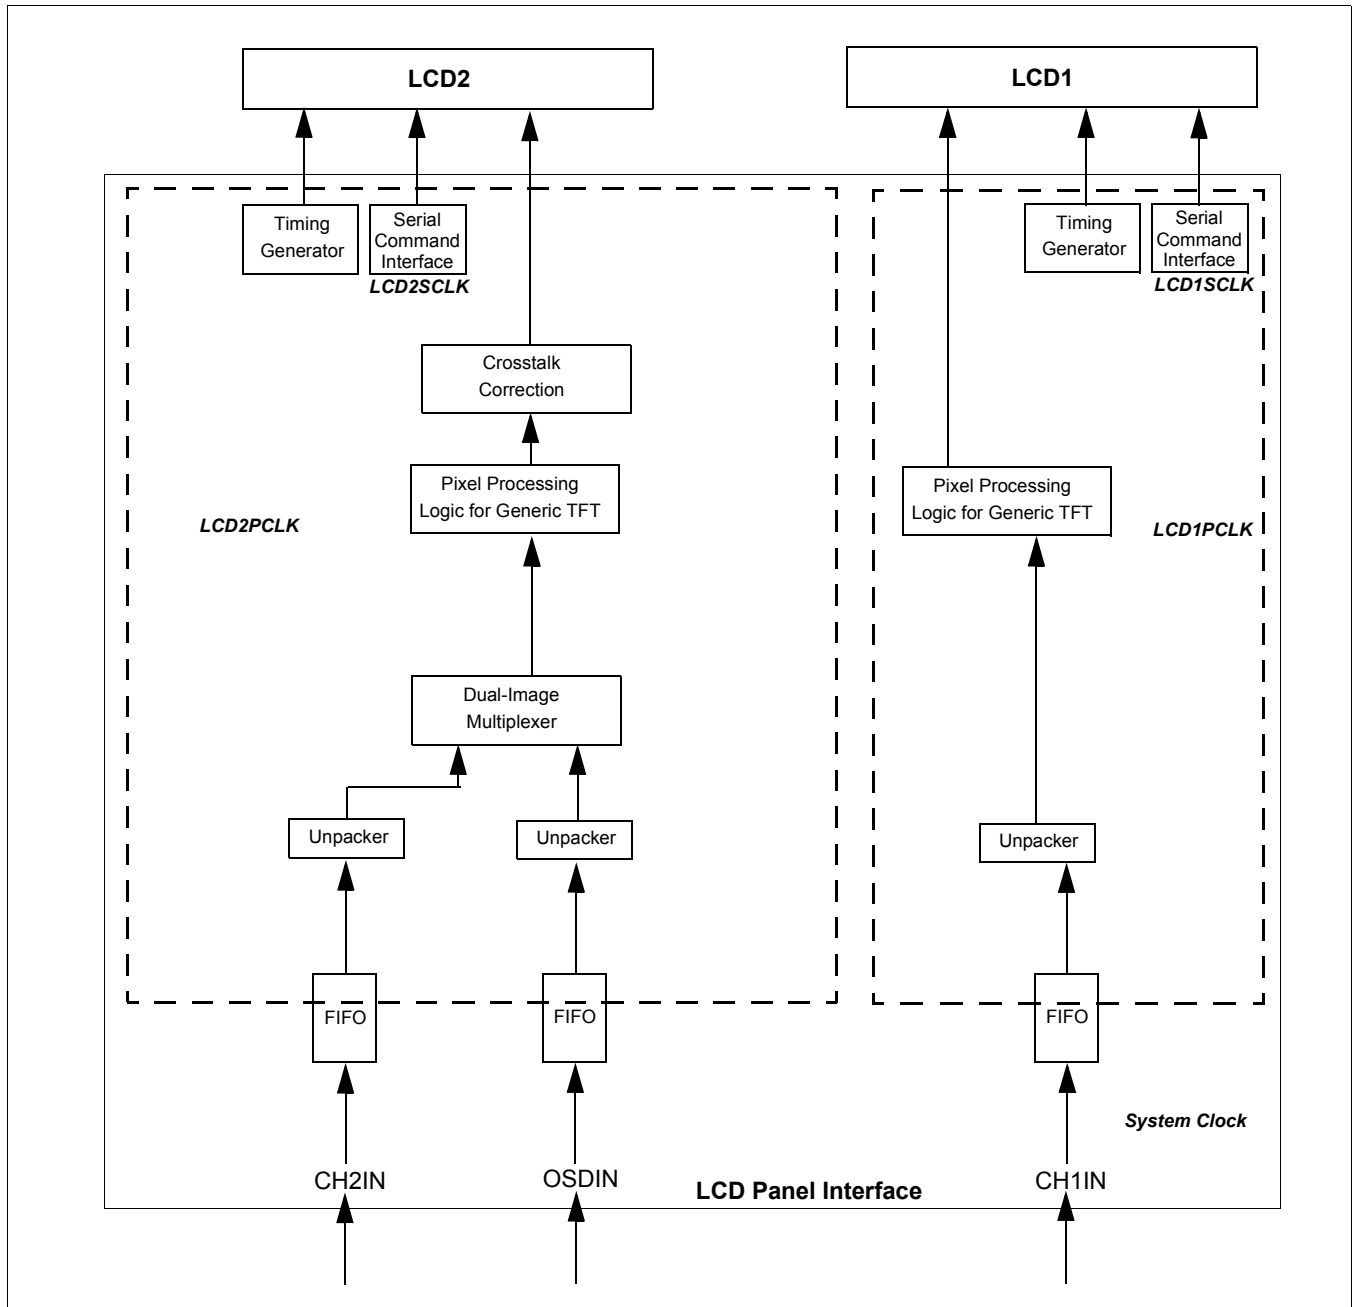 LCD2
LCD1
Timing
Generator
Serial
Command
Interface
LCD2SCLK
Timing
Generator
Serial
Command
Interface
LCD1SCLK
Crosstalk
Correction
Pixel Processing
Logic for Generic TFT
LCD2PCLK
Pixel Processing
Logic for Generic TFT
LCD1PCLK
Dual-Image
Multiplexer
Unpacker
Unpacker
Unpacker
FIFO
FIFO
FIFO
System Clock
CH2IN
OSDIN
CH1IN
LCD Panel Interface